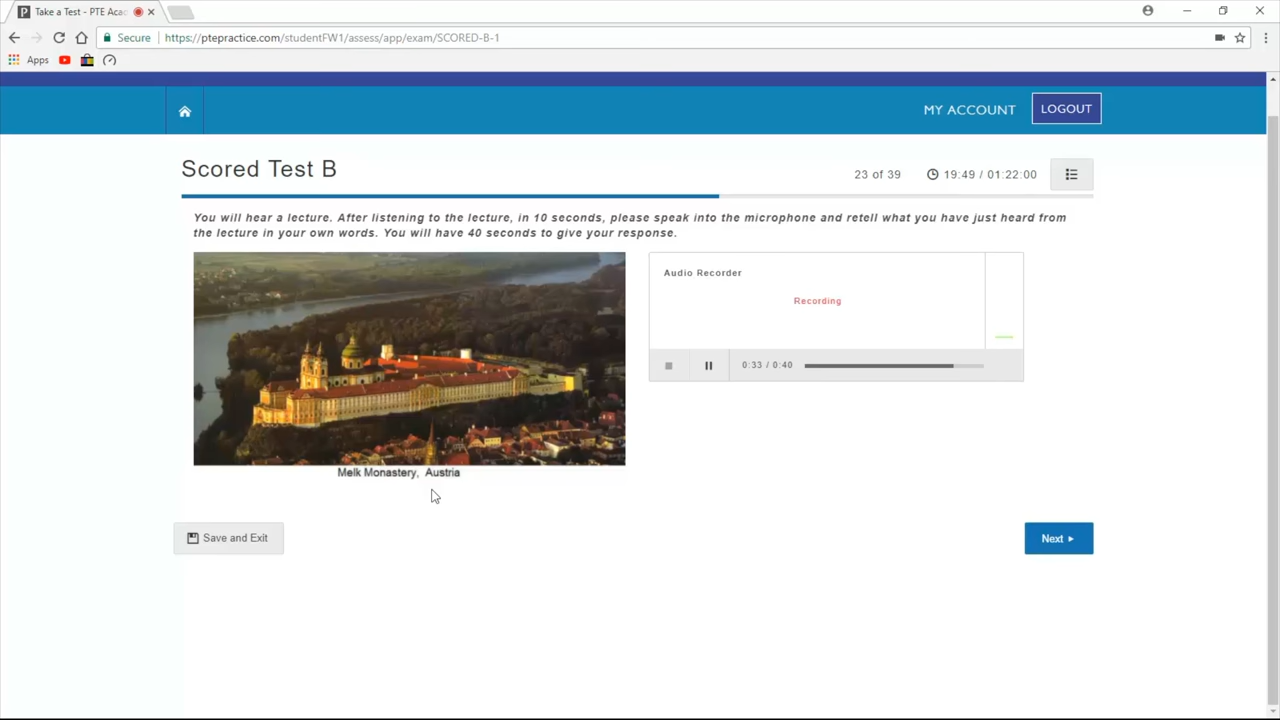 Take a Test - PTE Aca
Secure
https://ptepractice.com/studentFW1/assess/app/exam/SCORED-B-1
Apps
MY ACCOUNT
LOGOUT
Scored Test B
23 of 39
19:49 / 01:22:00
You will hear a lecture. After listening to the lecture, in 10 seconds, please speak into the microphone and retell what you have just heard from
the lecture in your own words. You will have 40 seconds to give your response.
Audio Recorder
Recording
0:33 / 0:40
Melk Monastery, Austria
Save and Exit
Next